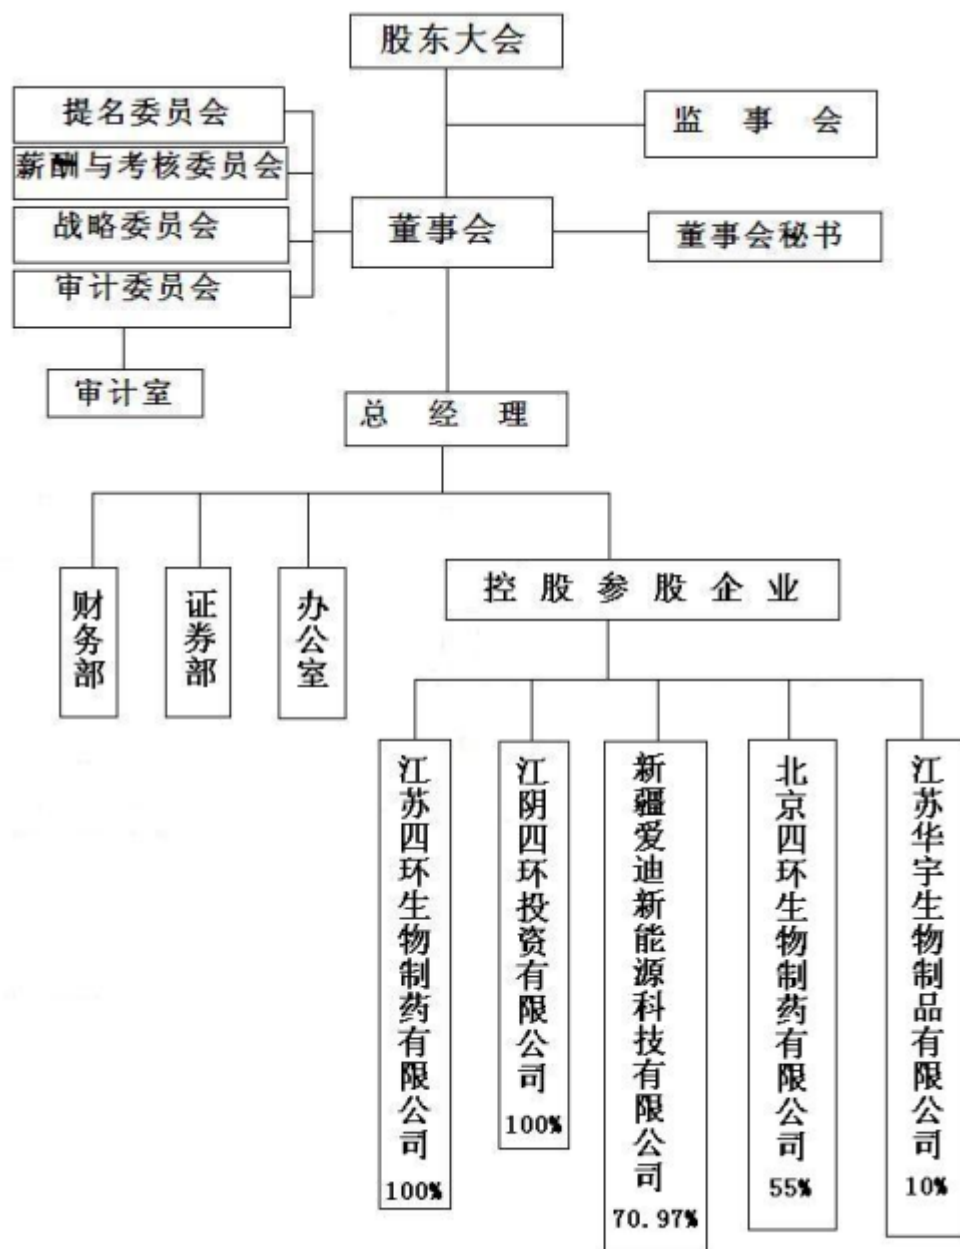 股东大会
提名委员会
监 事 会
薪酬与考核委员会
战略委员会
董事会
董事会秘书
审计委员会
审计室
总 经 理
财务部
证券部
办公室
控股参股企业
江苏四环生物制药有限公司
100%
江阴四环投资有限公司
100%
新疆爱迪新能源科技有限公司
70.97%
北京四环生物制药有限公司
55%
江苏华宇生物制品有限公司
10%